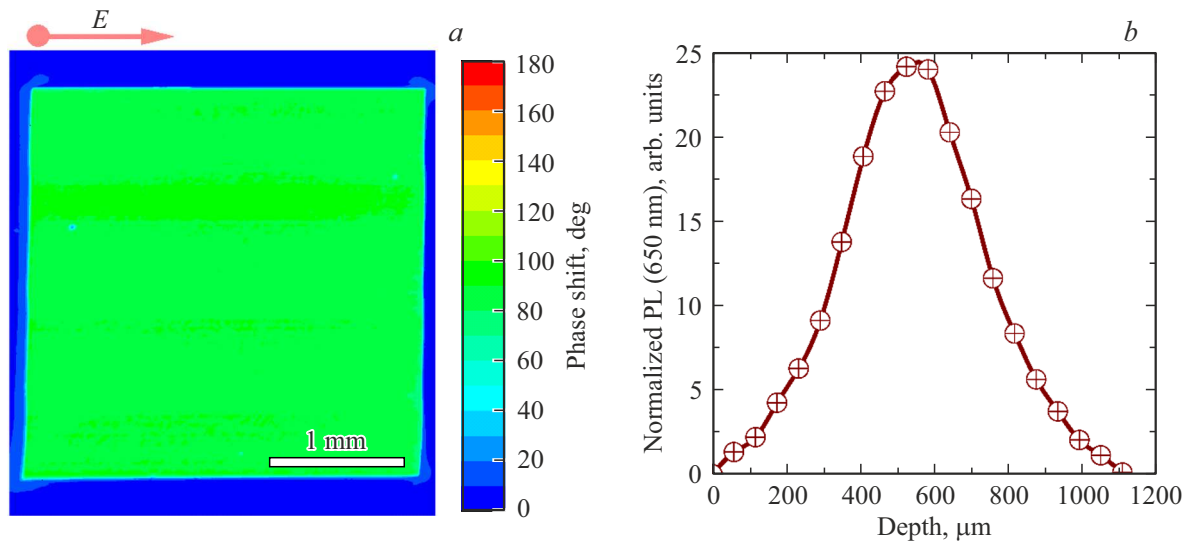 E
a
180
160
140
120
100
80
60
40
20
0
Phase shift, deg
1 mm
b
25
20
15
10
5
0
Normalized PL (650 nm), arb. units
0 200 400 600 800 1000 1200
Depth, μm